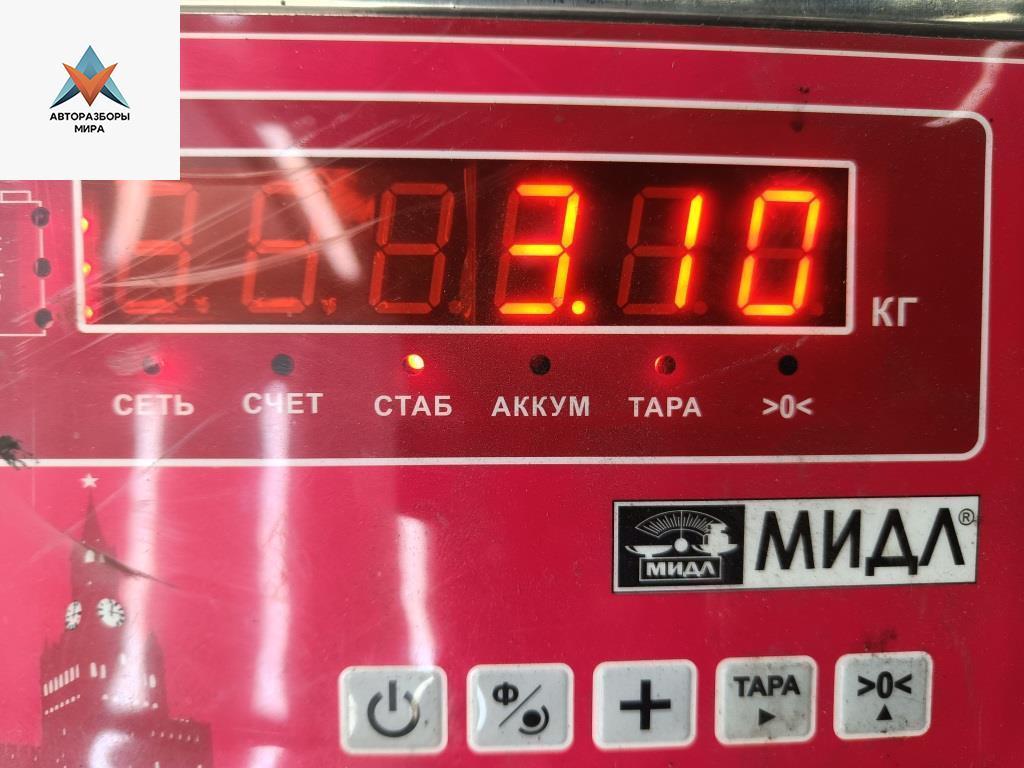 АВТОРАЗБОРЫ
МИРА
3.10
КГ
СЕТЬ СЧЕТ СТАБ АККУМ ТАРА >0<
МИДЛ
МИДЛ®
Ф
+
ТАРА
>0<